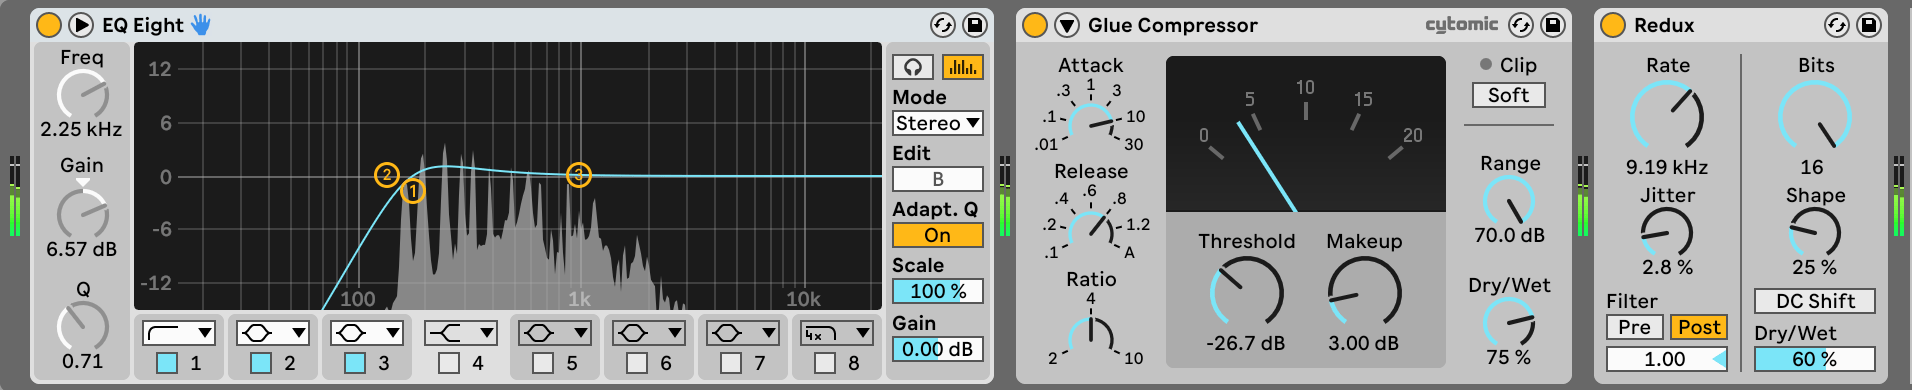 EQ Eight
Freq
2.25 kHz
Gain
6.57 dB
Q
0.71
12
6
0
-6
-12
100
1k
10k
2
1
3
1
2
3
4
5
6
7
4x
8
Mode
Stereo
Edit
B
Adapt. Q
On
Scale
100 %
Gain
0.00 dB
Glue Compressor
cytomic
Attack
.01
.1
.3
1
3
10
30
Release
.1
.2
.4
.6
.8
1.2
A
Ratio
2
4
10
0
5
10
15
20
Threshold
-26.7 dB
Makeup
3.00 dB
Clip
Soft
Range
70.0 dB
Dry/Wet
75 %
Redux
Rate
9.19 kHz
Jitter
2.8 %
Filter
Pre Post
1.00
Bits
16
Shape
25 %
DC Shift
Dry/Wet
60 %